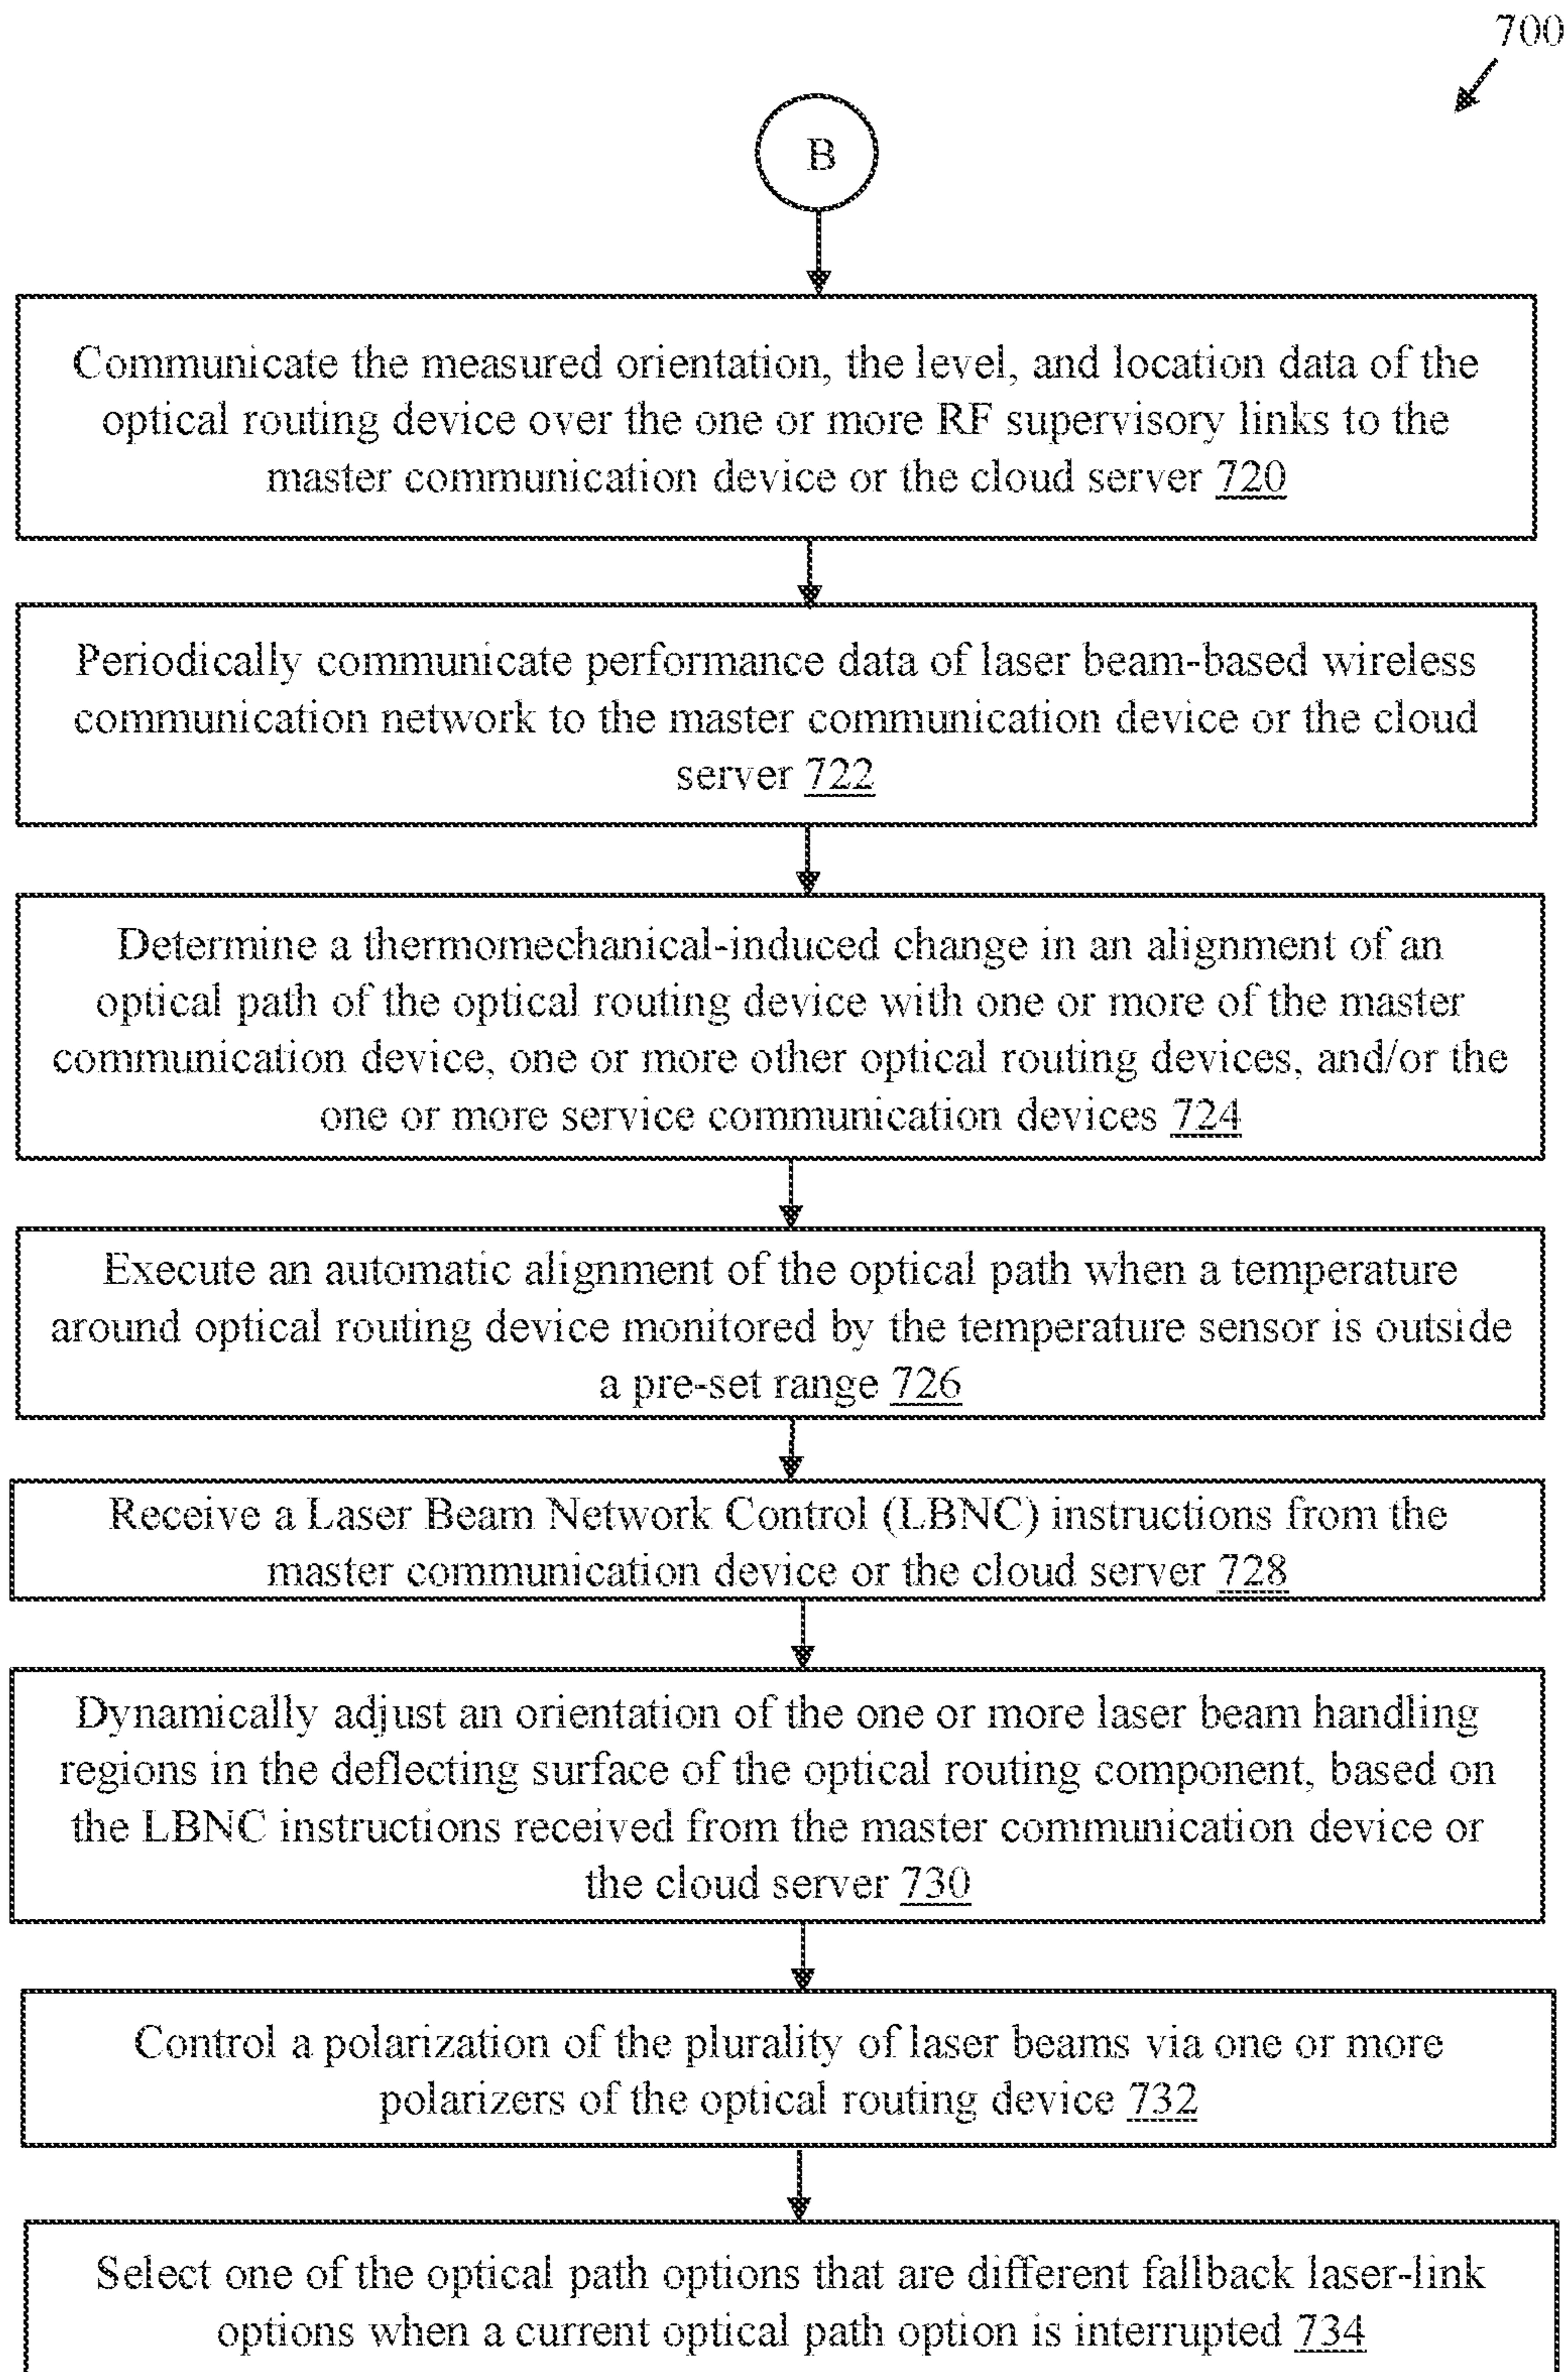 700
B
Communicate the measured orientation, the level, and location data of the
optical routing device over the one or more RF supervisory links to the
master communication device or the cloud server 720
Periodically communicate performance data of laser beam-based wireless
communication network to the master communication device or the cloud
server 722
Determine a thermomechanical-induced change in an alignment of an
optical path of the optical routing device with one or more of the master
communication device, one or more other optical routing devices, and/or the
one or more service communication devices 724
Execute an automatic alignment of the optical path when a temperature
around optical routing device monitored by the temperature sensor is outside
a pre-set range 726
Receive a Laser Beam Network Control (LBNC) instructions from the
master communication device or the cloud server 728
Dynamically adjust an orientation of the one or more laser beam handling
regions in the deflecting surface of the optical routing component, based on
the LBNC instructions received from the master communication device or
the cloud server 730
Control a polarization of the plurality of laser beams via one or more
polarizers of the optical routing device 732
Select one of the optical path options that are different fallback laser-link
options when a current optical path option is interrupted 734